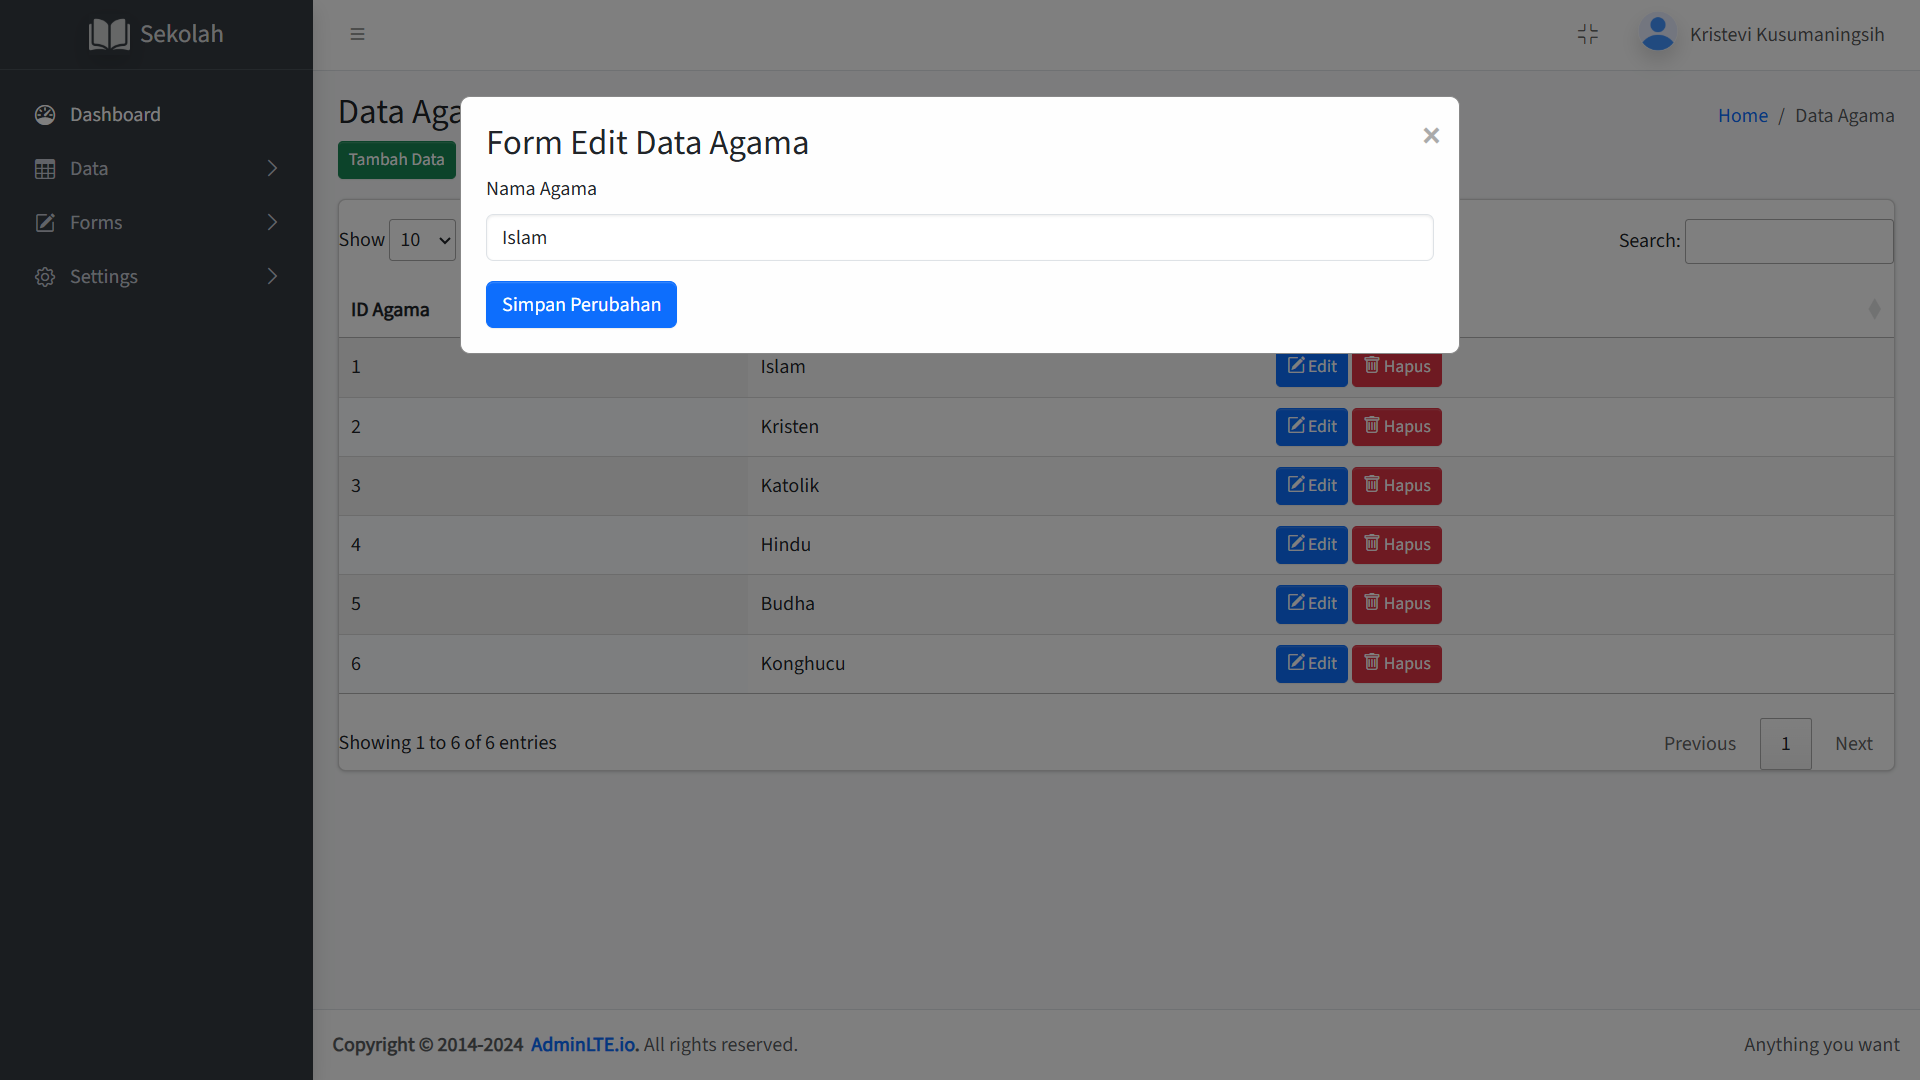 Sekolah
Kristevi Kusumaningsih
Dashboard
Data
Forms
Settings
Data Aga
Home / Data Agama
Tambah Data
Form Edit Data Agama
×
Nama Agama
Islam
Simpan Perubahan
Show 10
Search:
ID Agama
1 Islam Edit Hapus
2 Kristen Edit Hapus
3 Katolik Edit Hapus
4 Hindu Edit Hapus
5 Budha Edit Hapus
6 Konghucu Edit Hapus
Showing 1 to 6 of 6 entries
Previous 1 Next
Copyright © 2014-2024 AdminLTE.io. All rights reserved.
Anything you want